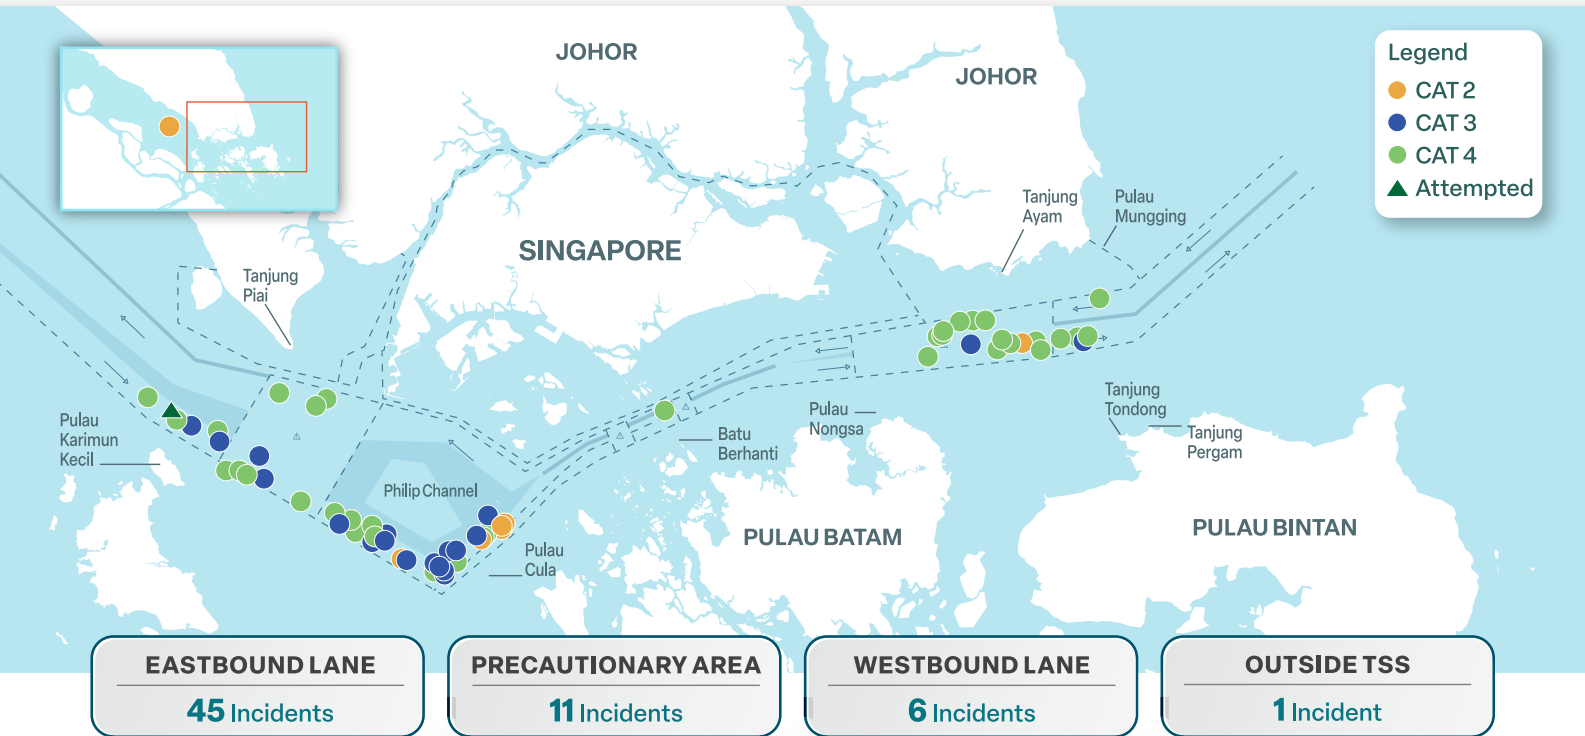 JOHOR
JOHOR
Legend
CAT 2
CAT 3
CAT 4
Attempted
Tanjung
Ayam
Pulau
Mungging
SINGAPORE
Tanjung
Piai
Pulau
Karimun
Kecil
Philip Channel
Pulau
Cula
Batu
Berhanti
Pulau
Nongsa
Tanjung
Tondong
Tanjung
Pergam
PULAU BATAM
PULAU BINTAN
EASTBOUND LANE
45 Incidents
PRECAUTIONARY AREA
11 Incidents
WESTBOUND LANE
6 Incidents
OUTSIDE TSS
1 Incident